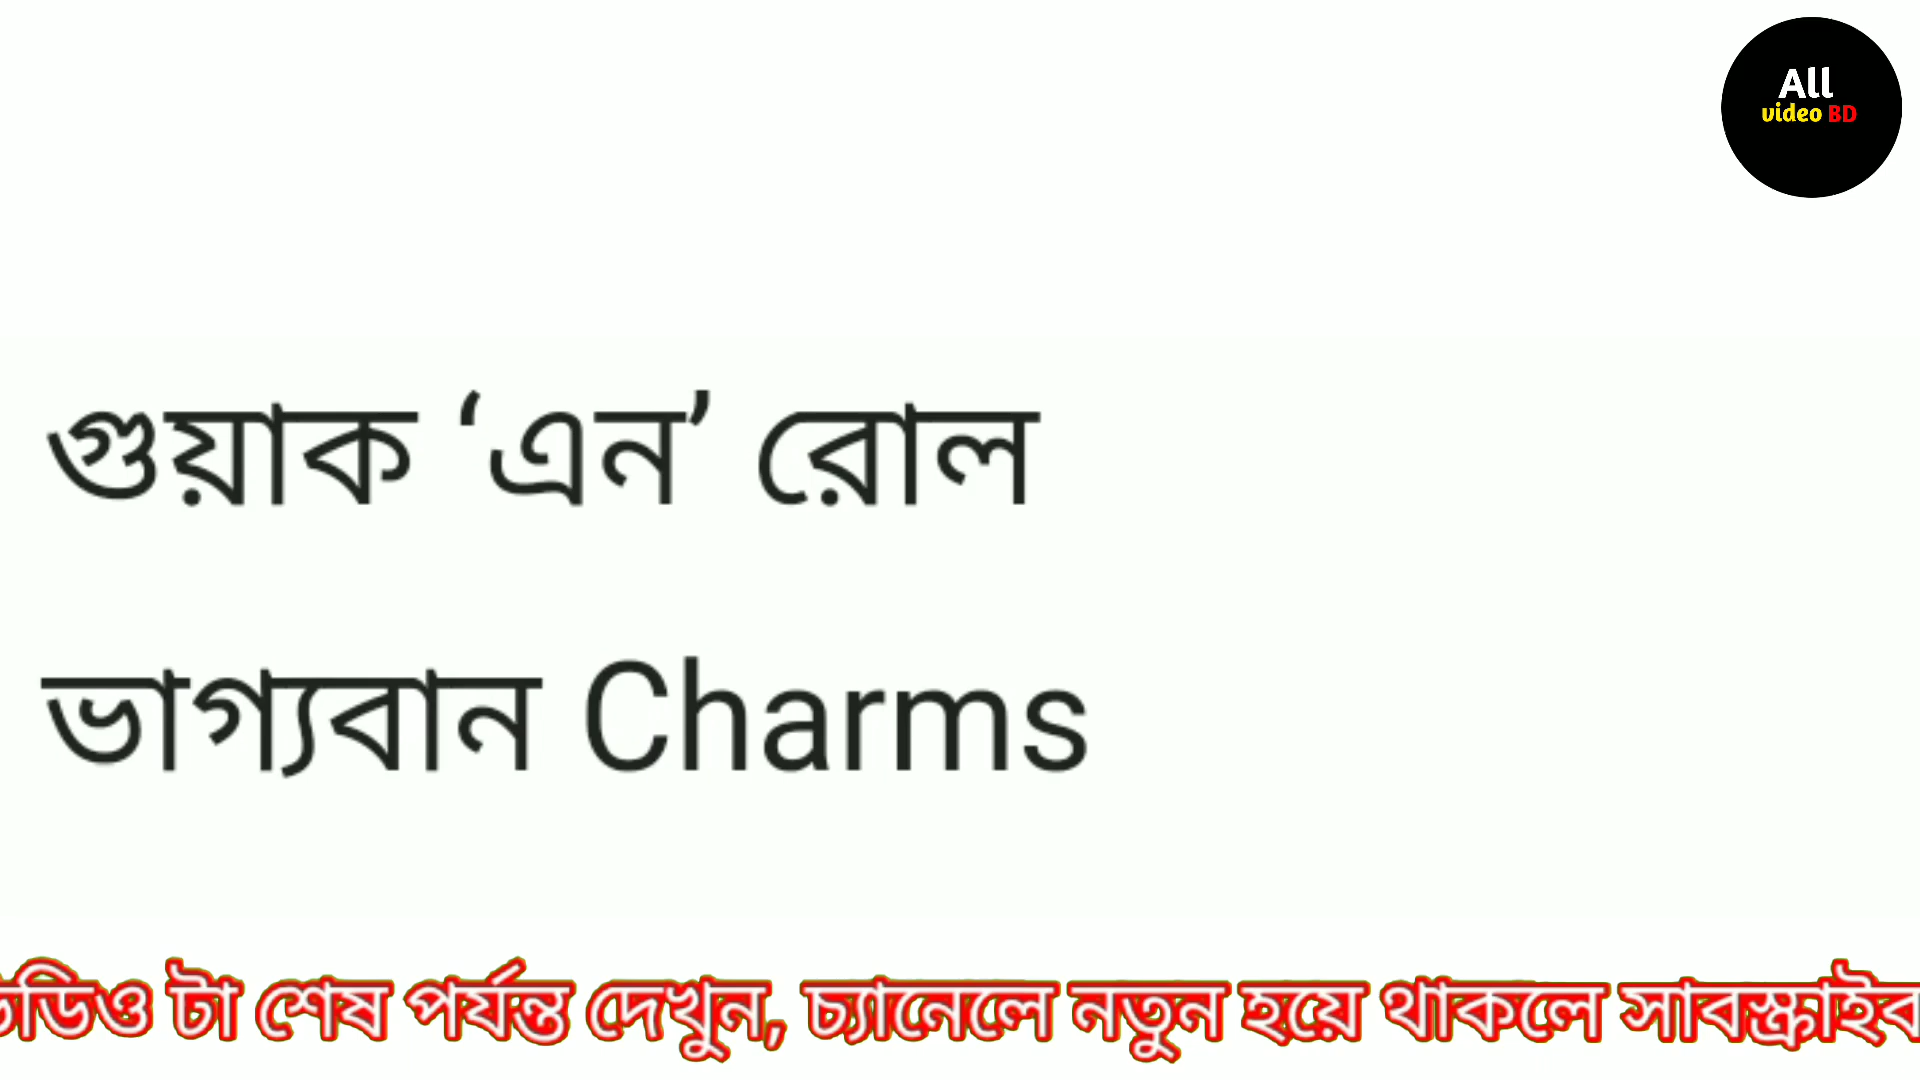 All
video BD
গুয়াক ‘এন’ রোল
ভাগ্যবান Charms
টা শেষ পর্যন্ত দেখুন, চ্যানেলে নতুন হয়ে থাকলে সাবস্ক্রাইব